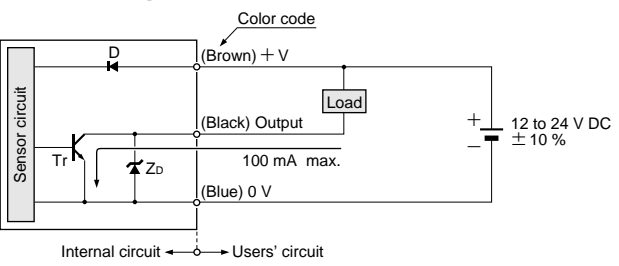 Color code
D
(Brown) + V
Sensor circuit
Load
(Black) Output
Tr
ZD
100 mA max.
+
−
12 to 24 V DC
± 10 %
(Blue) 0 V
Internal circuit
Users' circuit